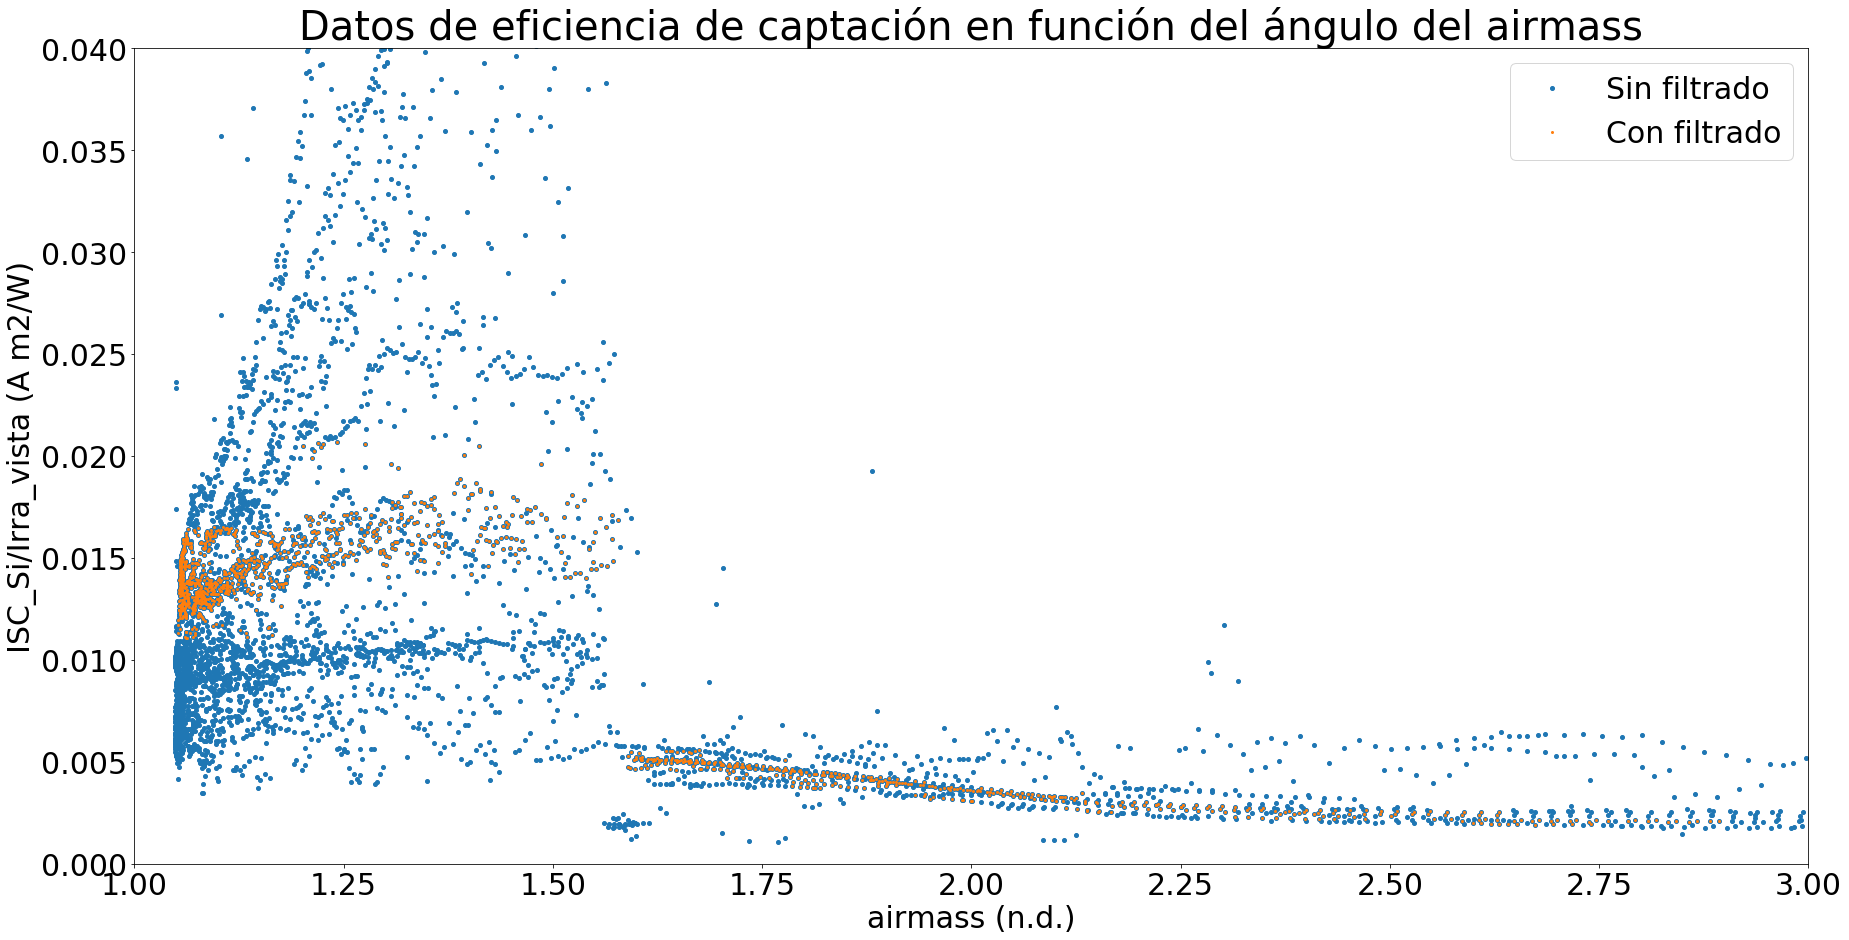 Datos de eficiencia de captación en función del ángulo del airmass
Sin filtrado
Con filtrado
ISC_Si/Irra_vista (A m2/W)
0.040
0.035
0.030
0.025
0.020
0.015
0.010
0.005
0.000
1.00 1.25 1.50 1.75 2.00 2.25 2.50 2.75 3.00
airmass (n.d.)